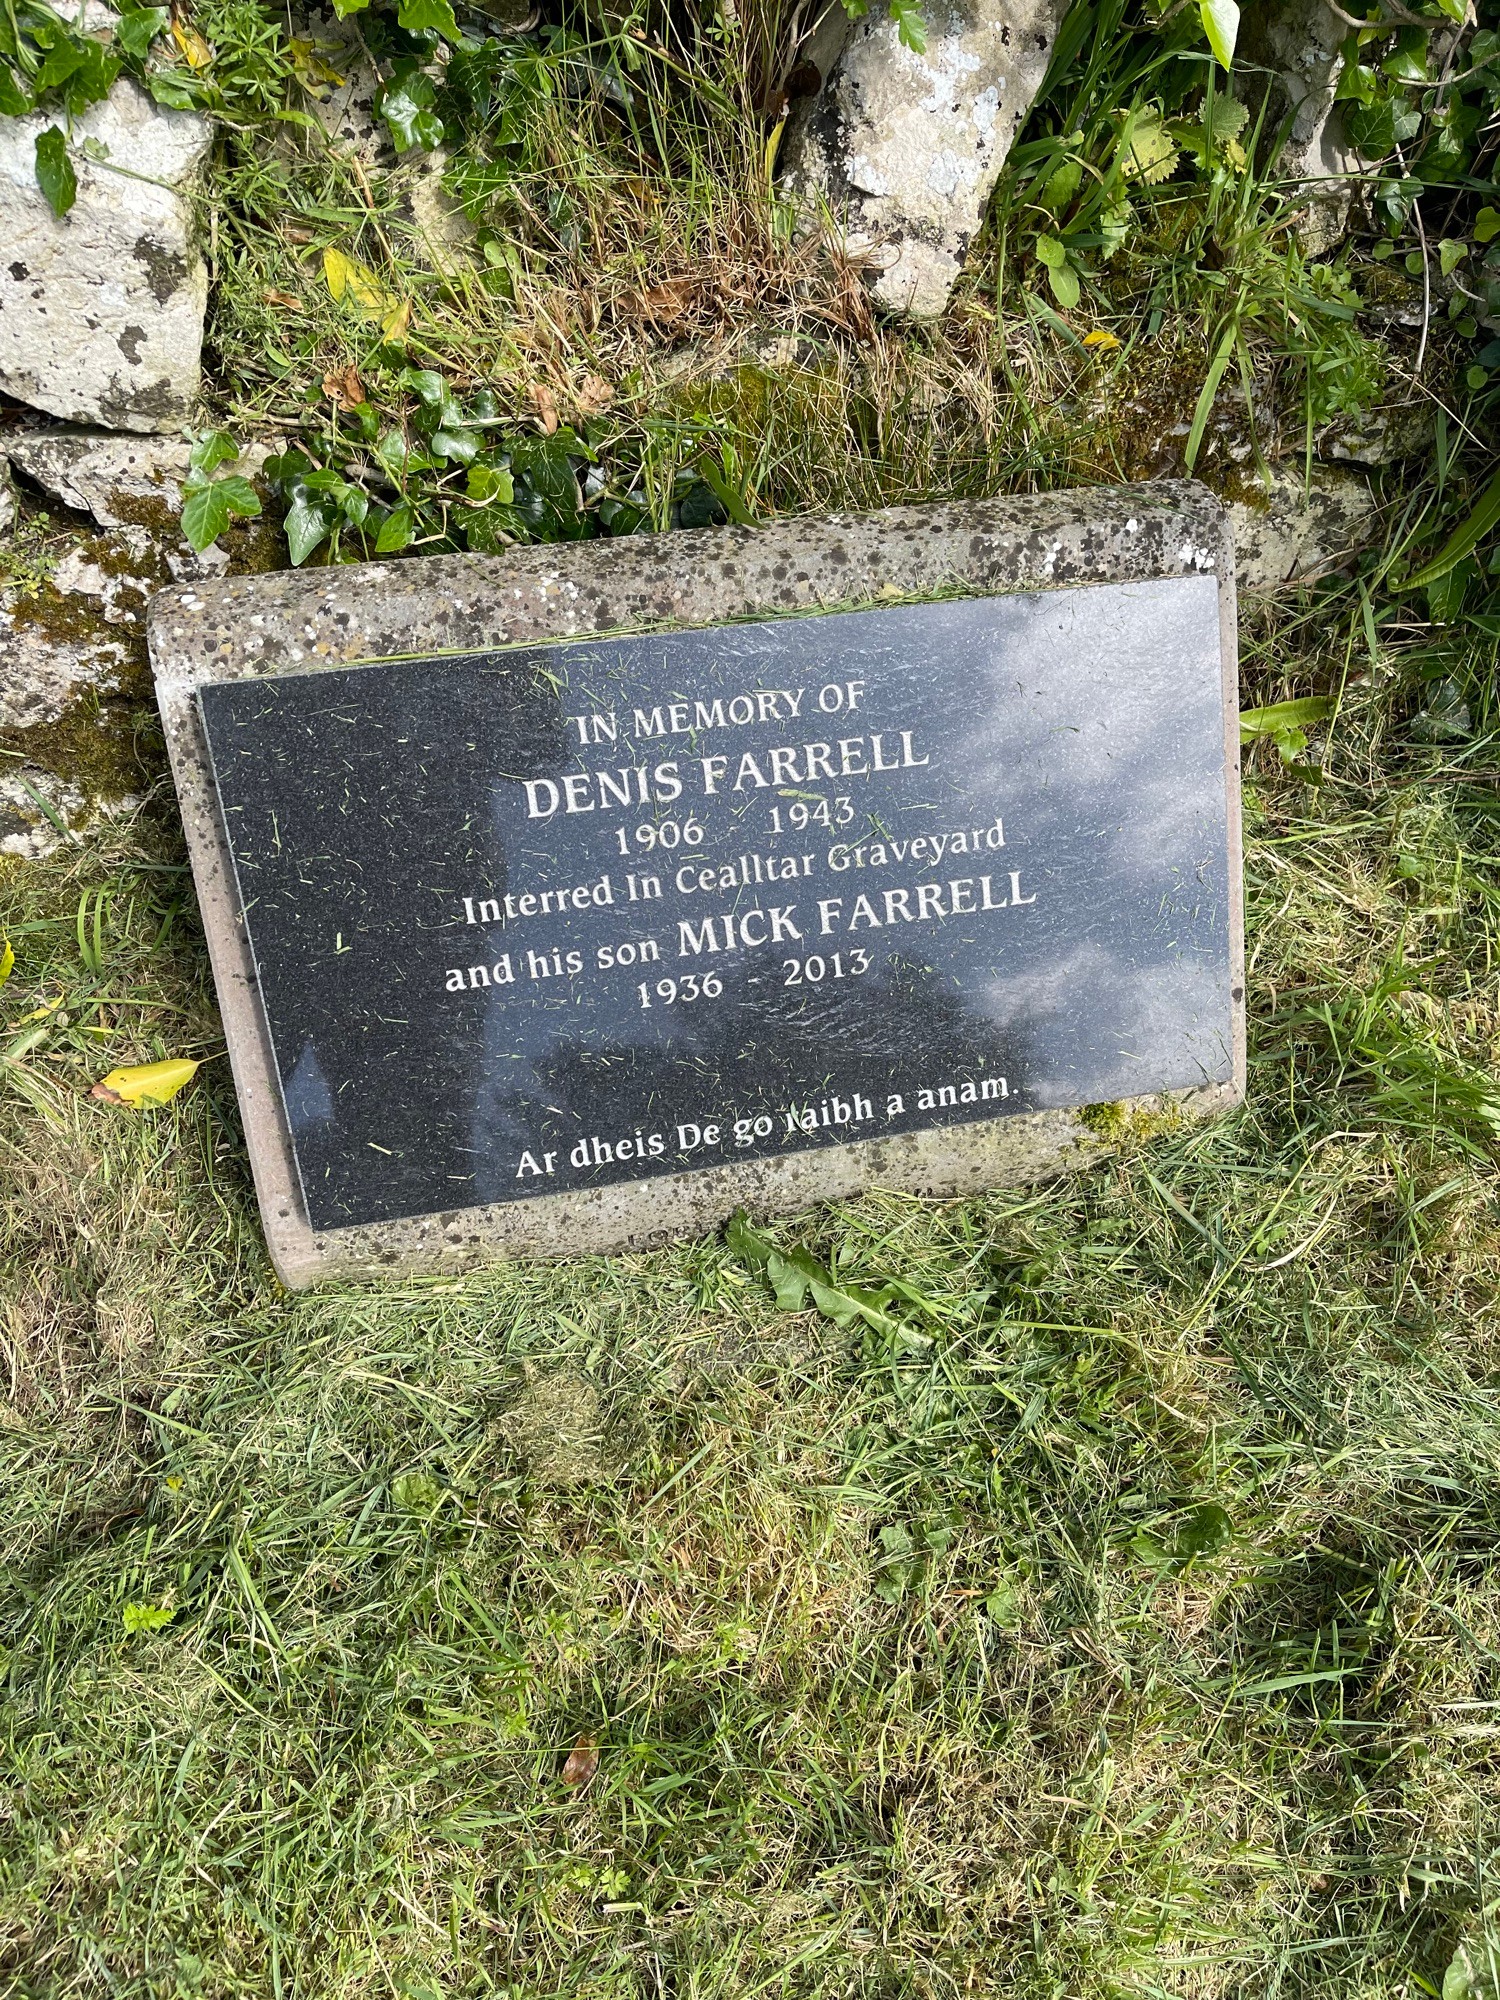 IN MEMORY OF
DENIS FARRELL
1906 - 1943
Interred In Cealltar Graveyard
and his son MICK FARRELL
1936 - 2013
Ar dheis De go raibh a anam.